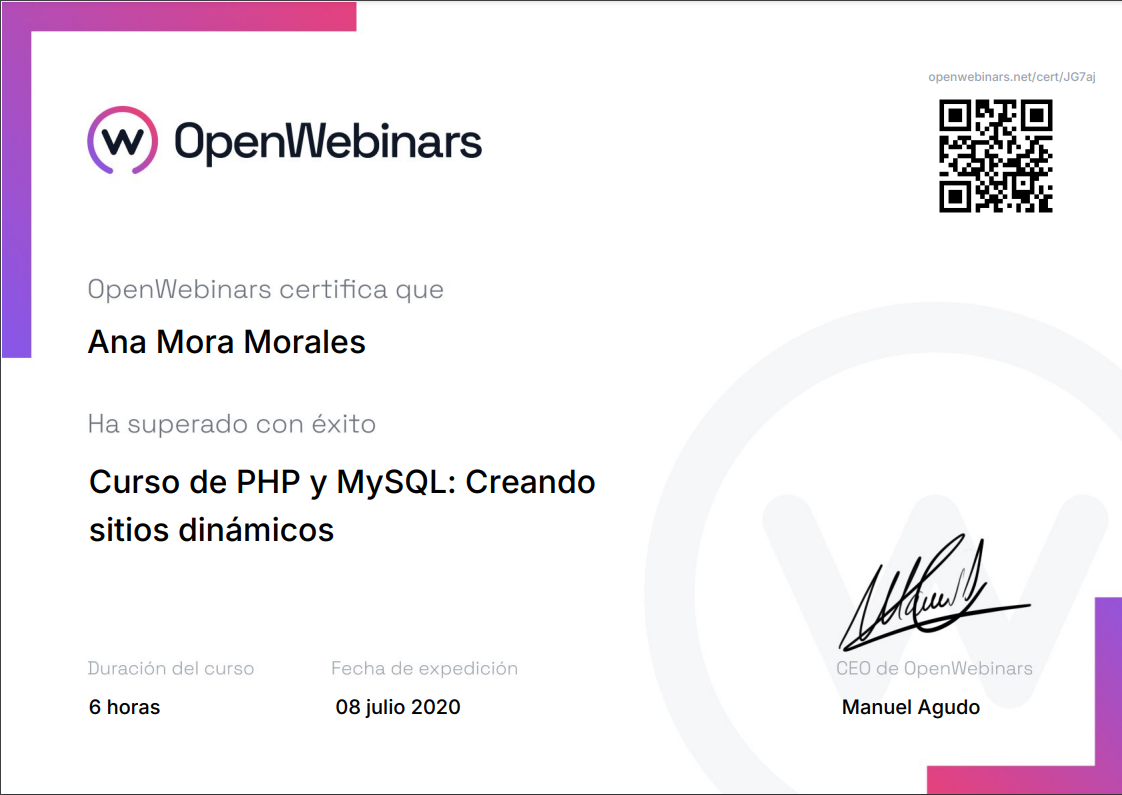 openwebinars.net/cert/JG7aj
OpenWebinars
OpenWebinars certifica que
Ana Mora Morales
Ha superado con éxito
Curso de PHP y MySQL: Creando
sitios dinámicos
Duración del curso
6 horas
Fecha de expedición
08 julio 2020
CEO de OpenWebinars
Manuel Agudo